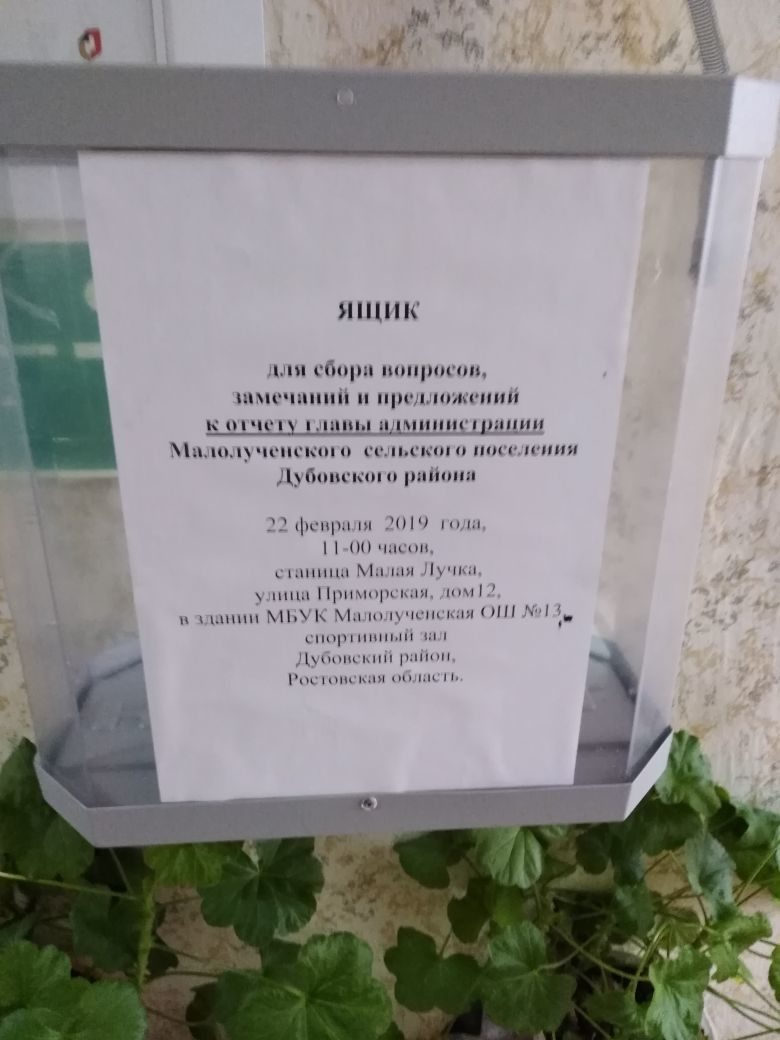 ЯЩИК
для сбора вопросов,
замечаний и предложений
к отчету главы администрации
Малолученского сельского поселения
Дубовского района
22 февраля 2019 года,
11-00 часов,
станица Малая Лучка,
улица Приморская, дом12,
в здании МБУК Малолученская ОШ №13,
спортивный зал
Дубовский район,
Ростовская область.